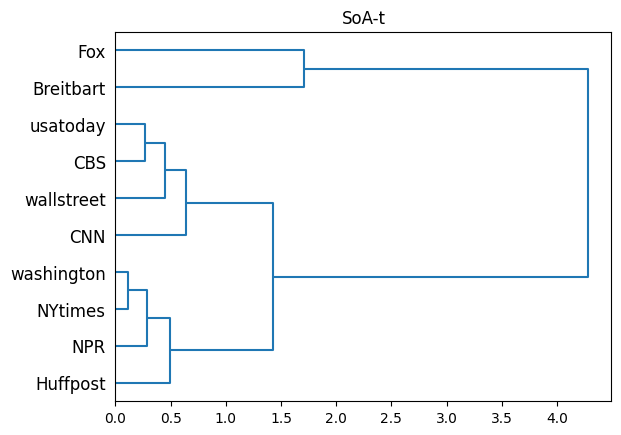 SoA-t
Fox
Breitbart
usatoday
CBS
wallstreet
CNN
washington
NYtimes
NPR
Huffpost
0.0 0.5 1.0 1.5 2.0 2.5 3.0 3.5 4.0